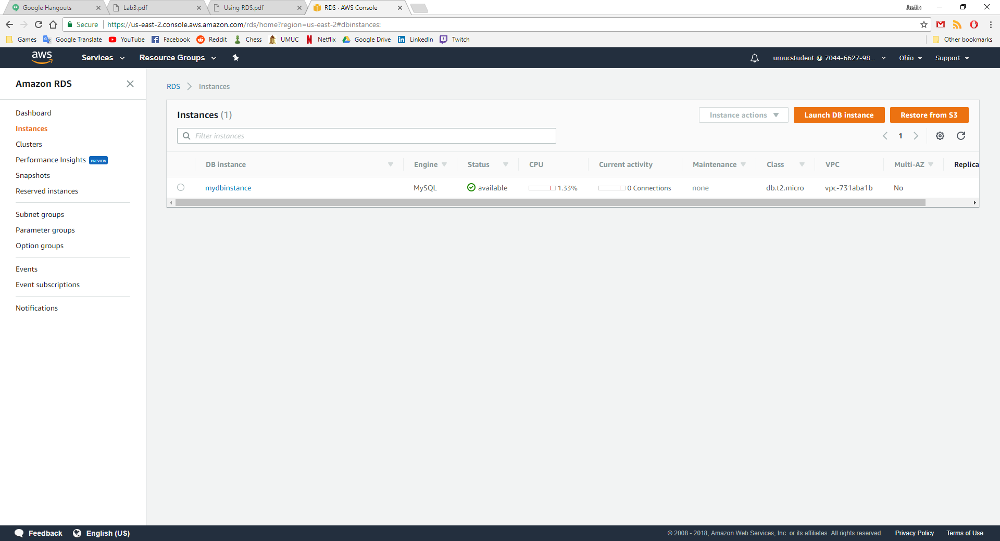 Google Hangouts
Lab3.pdf
Using RDS.pdf
RDS · AWS Console
Justin
Secure
https://us-east-2.console.aws.amazon.com/rds/home?region=us-east-2#dbinstances:
Games
Google Translate
YouTube
Facebook
Reddit
Chess
UMUC
Netflix
Google Drive
LinkedIn
Twitch
Other bookmarks
aws
Services
Resource Groups
umucstudent @ 7044-6627-98...
Ohio
Support
Amazon RDS
Dashboard
Instances
Clusters
Performance Insights PREVIEW
Snapshots
Reserved instances
Subnet groups
Parameter groups
Option groups
Events
Event subscriptions
Notifications
RDS > Instances
Instances (1)
Instance actions
Launch DB instance
Restore from S3
Filter instances
1
DB instance Engine Status CPU Current activity Maintenance Class VPC Multi-AZ Replica
mydbinstance MySQL available 1.33% 0 Connections none db.t2.micro vpc-731aba1b No
Feedback
English (US)
© 2008 - 2018, Amazon Web Services, Inc. or its affiliates. All rights reserved.
Privacy Policy
Terms of Use